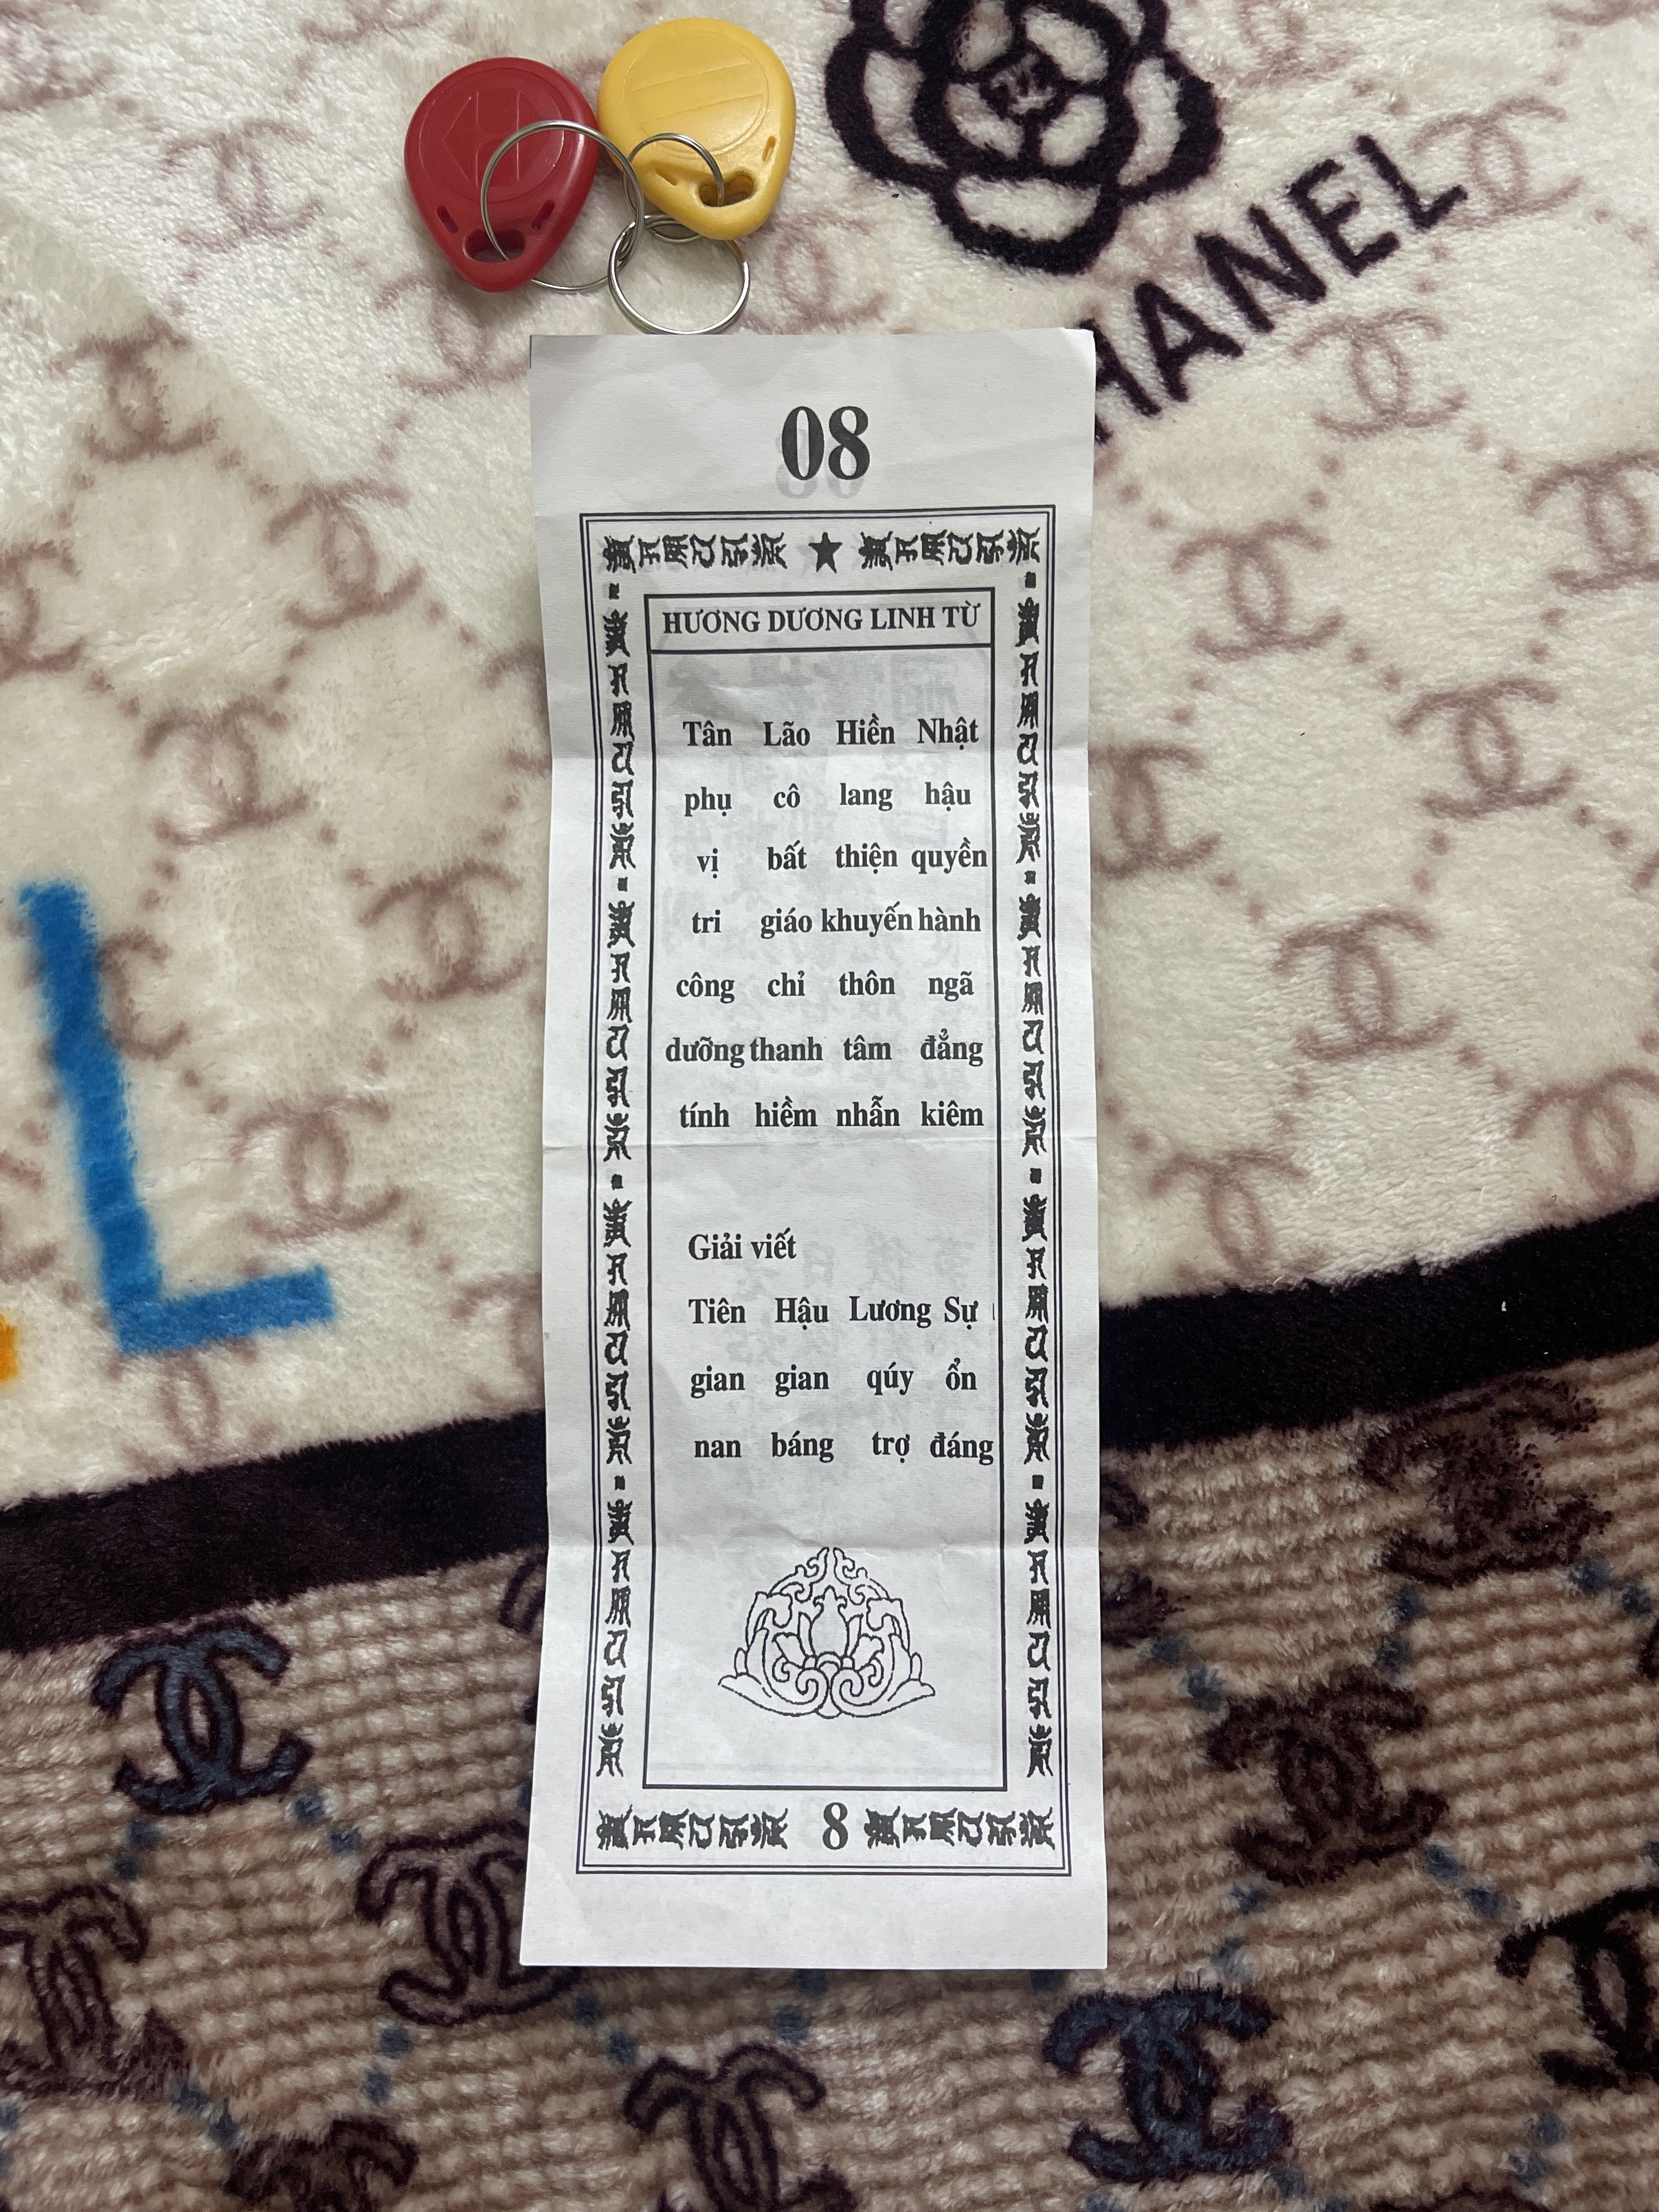 CHANEL
L
08
HƯƠNG DƯƠNG LINH TỪ
Tân Lão Hiền Nhật
phụ cô lang hậu
vị bất thiện quyền
tri giáo khuyến hành
công chỉ thôn ngã
dưỡng thanh tâm đẳng
tính hiềm nhẫn kiêm
Giải viết
Tiên Hậu Lương Sự
gian gian qúy ổn
nan báng trợ đáng
8